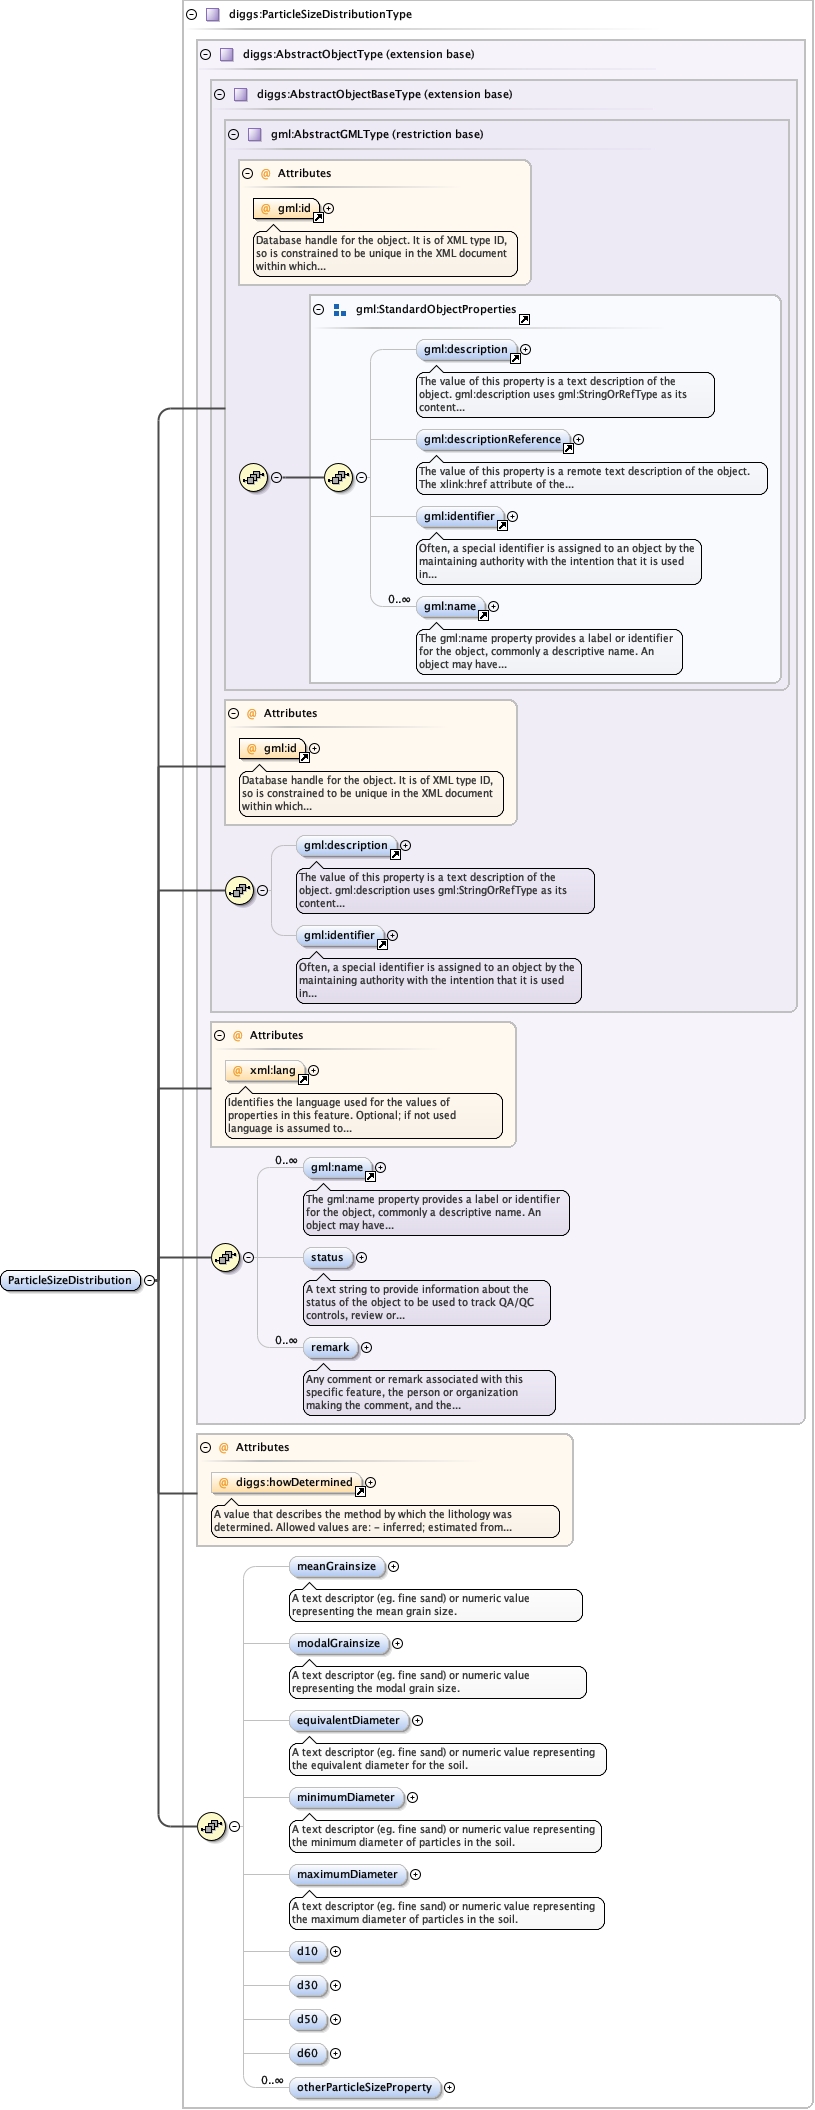 diggs:ParticleSizeDistributionType
diggs:AbstractObjectType (extension base)
diggs:AbstractObjectBaseType (extension base)
gml:AbstractGMLType (restriction base)
@ Attributes
@ gml:id
Database handle for the object. It is of XML type ID,
so is constrained to be unique in the XML document
within which...
gml:StandardObjectProperties
gml:description
The value of this property is a text description of the
object. gml:description uses gml:StringOrRefType as its
content...
gml:descriptionReference
The value of this property is a remote text description of the object.
The xlink:href attribute of the...
gml:identifier
Often, a special identifier is assigned to an object by the
maintaining authority with the intention that it is used
in...
0..∞
gml:name
The gml:name property provides a label or identifier
for the object, commonly a descriptive name. An
object may have...
@ Attributes
@ gml:id
Database handle for the object. It is of XML type ID,
so is constrained to be unique in the XML document
within which...
gml:description
The value of this property is a text description of the
object. gml:description uses gml:StringOrRefType as its
content...
gml:identifier
Often, a special identifier is assigned to an object by the
maintaining authority with the intention that it is used
in...
@ Attributes
@ xml:lang
Identifies the language used for the values of
properties in this feature. Optional; if not used
language is assumed to...
0..∞
gml:name
The gml:name property provides a label or identifier
for the object, commonly a descriptive name. An
object may have...
status
ParticleSizeDistribution
A text string to provide information about the
status of the object to be used to track QA/QC
controls, review or...
0..∞
remark
Any comment or remark associated with this
specific feature, the person or organization
making the comment, and the...
@ Attributes
@ diggs:howDetermined
A value that describes the method by which the lithology was
determined. Allowed values are: - inferred; estimated from...
meanGrainsize
A text descriptor (eg. fine sand) or numeric value
representing the mean grain size.
modalGrainsize
A text descriptor (eg. fine sand) or numeric value
representing the modal grain size.
equivalentDiameter
A text descriptor (eg. fine sand) or numeric value representing
the equivalent diameter for the soil.
minimumDiameter
A text descriptor (eg. fine sand) or numeric value representing
the minimum diameter of particles in the soil.
maximumDiameter
A text descriptor (eg. fine sand) or numeric value representing
the maximum diameter of particles in the soil.
d10
d30
d50
d60
0..∞
otherParticleSizeProperty